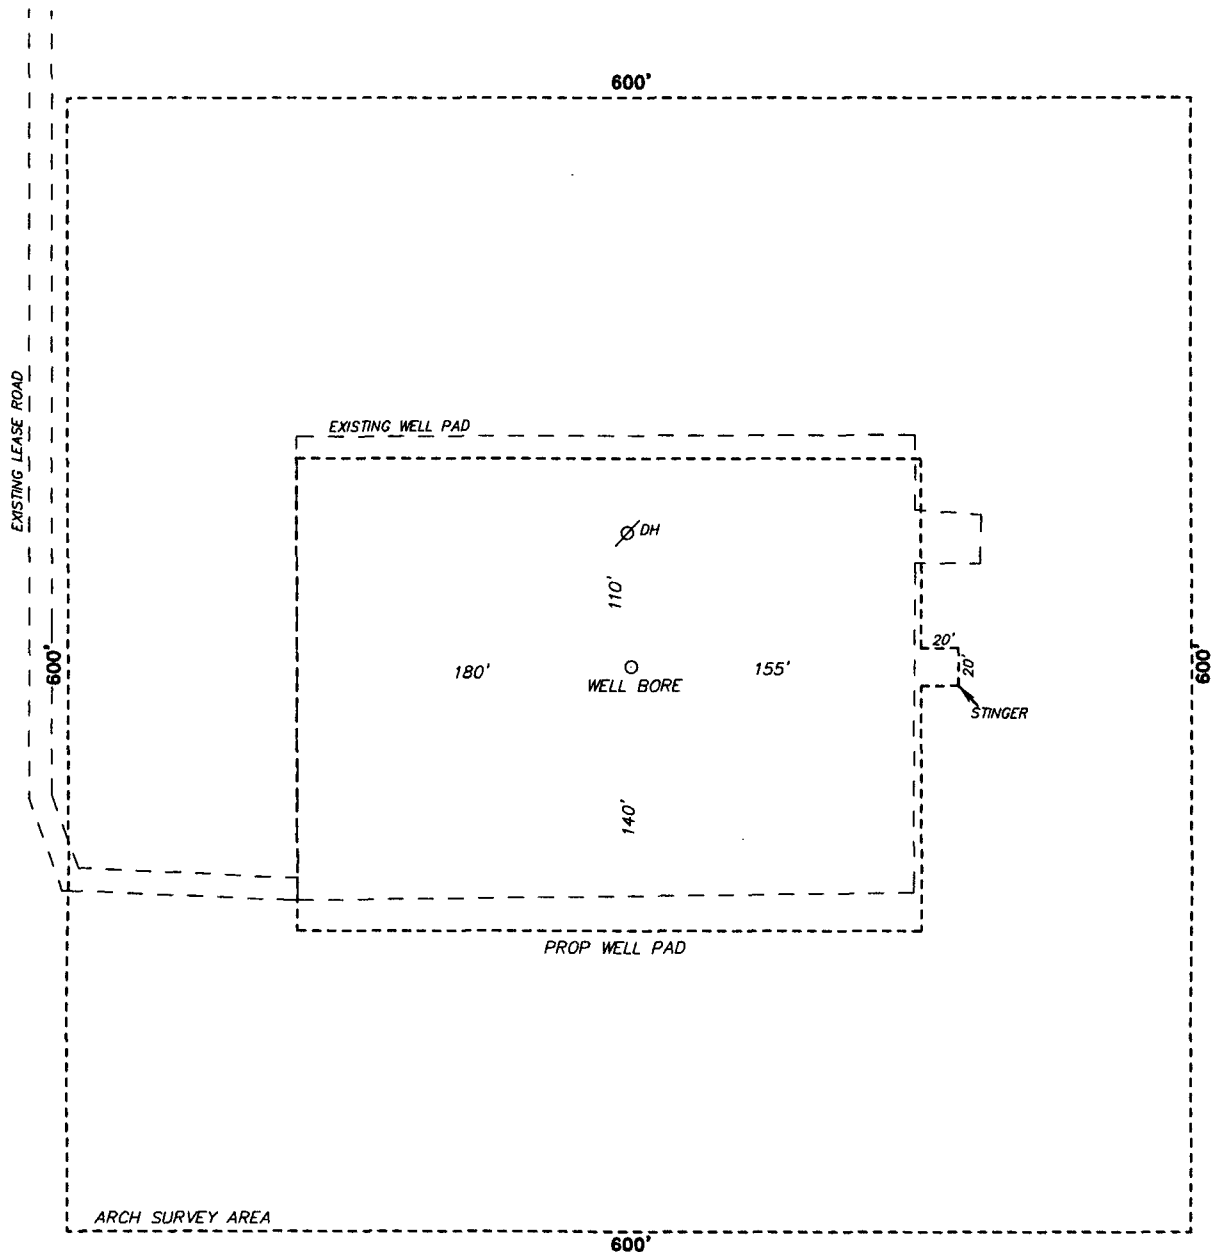 600'
EXISTING LEASE ROAD
EXISTING WELL PAD
DH
110'
20'
20'
600'
180'
WELL BORE
155'
600'
STINGER
140'
PROP WELL PAD
ARCH SURVEY AREA
600'